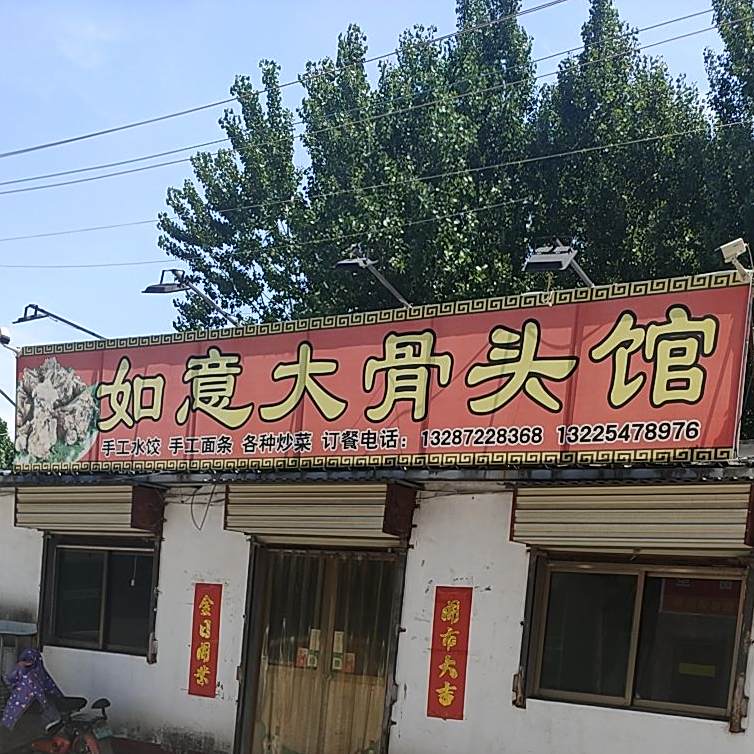 如意大骨头馆
手工水饺 手工面条 各种炒菜 订餐电话：13287228368 13225478976
今日開業
開市大吉